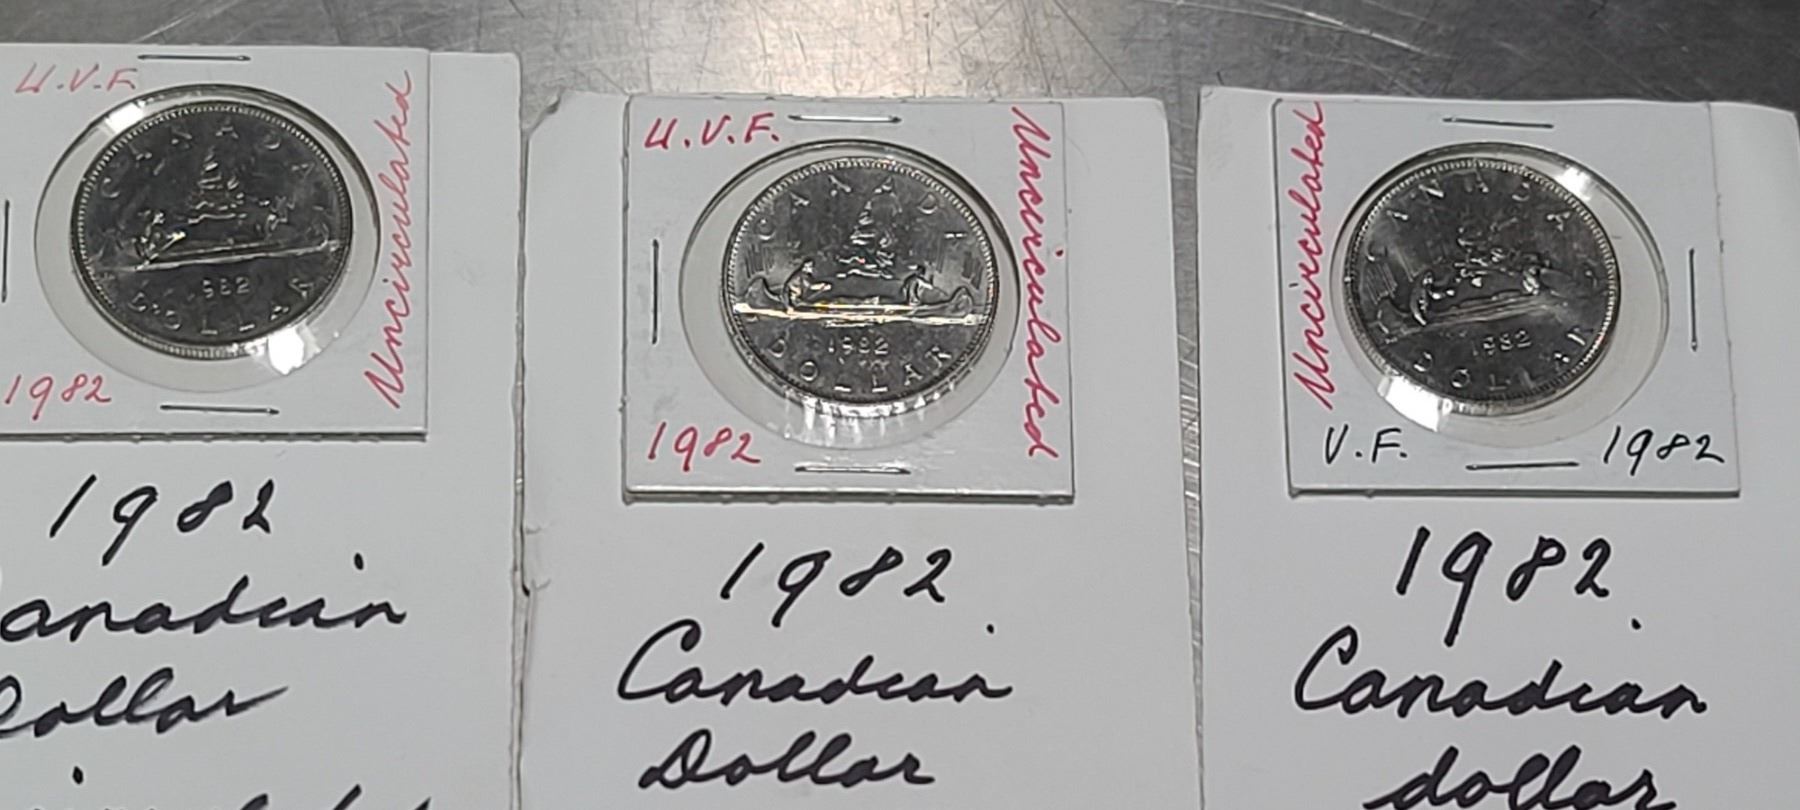 U.V.F.
Uncirculated
CANADA
1982
DOLLAR
1982
1982
anadian
Dollar
U.V.F.
Uncirculated
CANADA
1982
DOLLAR
1982
1982
Canadian
Dollar
Uncirculated
CANADA
1982
DOLLAR
V.F.
1982
1982
Canadian
dollar